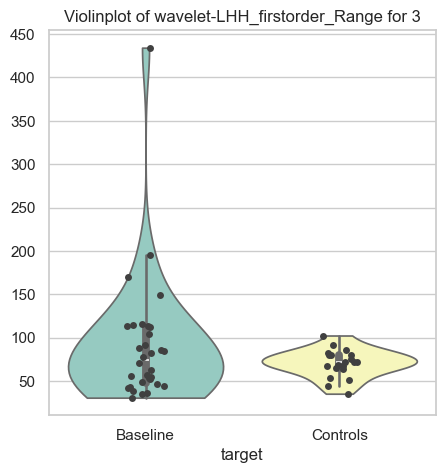 Violinplot of wavelet-LHH_firstorder_Range for 3
450
400
350
300
250
200
150
100
50
Baseline
Controls
target